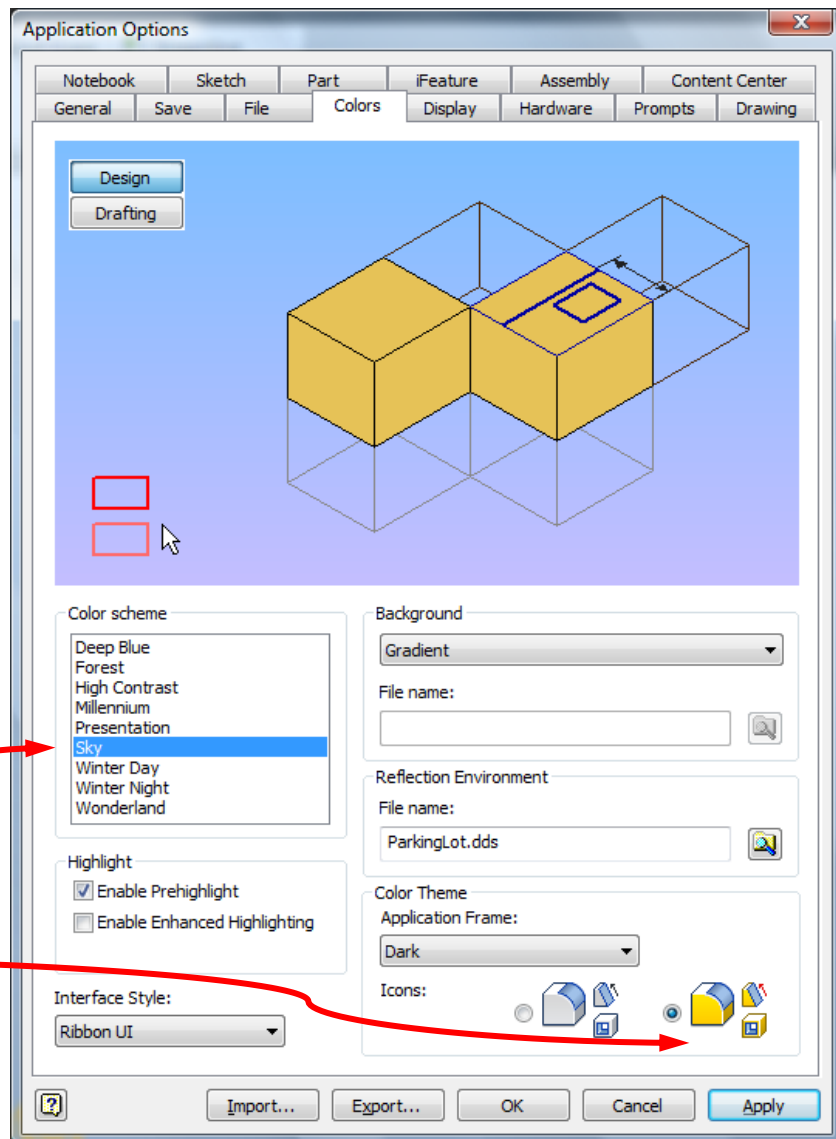 Application Options
Notebook Sketch Part iFeature Assembly Content Center
General Save File Colors Display Hardware Prompts Drawing
Design
Drafting
Color scheme
Deep Blue
Forest
High Contrast
Millennium
Presentation
Sky
Winter Day
Winter Night
Wonderland
Background
Gradient
File name:
Reflection Environment
File name:
ParkingLot.dds
Highlight
Enable Prehighlight
Enable Enhanced Highlighting
Color Theme
Application Frame:
Dark
Icons:
Interface Style:
Ribbon UI
Import... Export... OK Cancel Apply